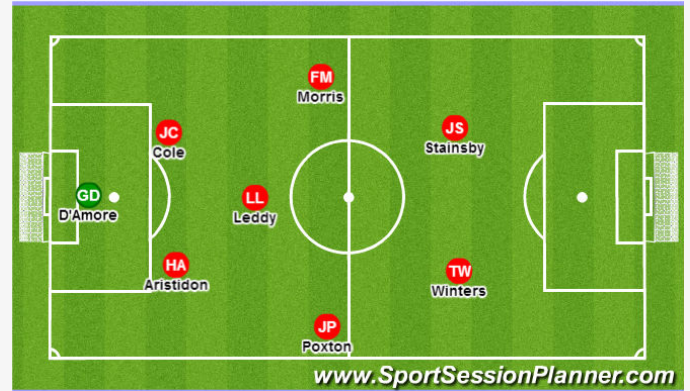 FM
Morris
JC
Cole
JS
Stainsby
GD
D'Amore
LL
Leddy
HA
Aristidon
TW
Winters
JP
Poxton
www.SportSessionPlanner.com